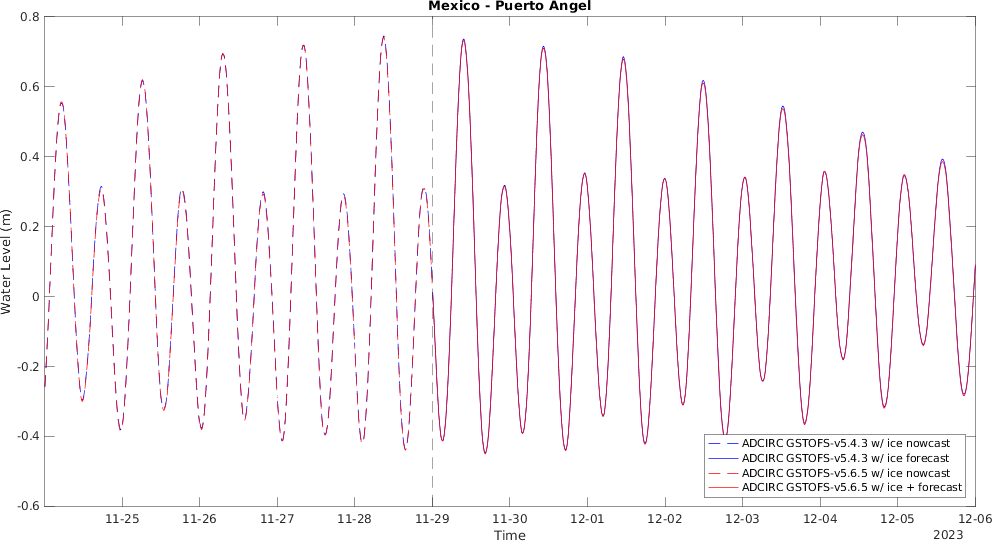 Mexico - Puerto Angel
0.8
0.6
0.4
0.2
0
-0.2
-0.4
-0.6
Water Level (m)
11-25 11-26 11-27 11-28 11-29 11-30 12-01 12-02 12-03 12-04 12-05 12-06
Time
2023
ADCIRC GSTOFS-v5.4.3 w/ ice nowcast
ADCIRC GSTOFS-v5.4.3 w/ ice forecast
ADCIRC GSTOFS-v5.6.5 w/ ice nowcast
ADCIRC GSTOFS-v5.6.5 w/ ice + forecast